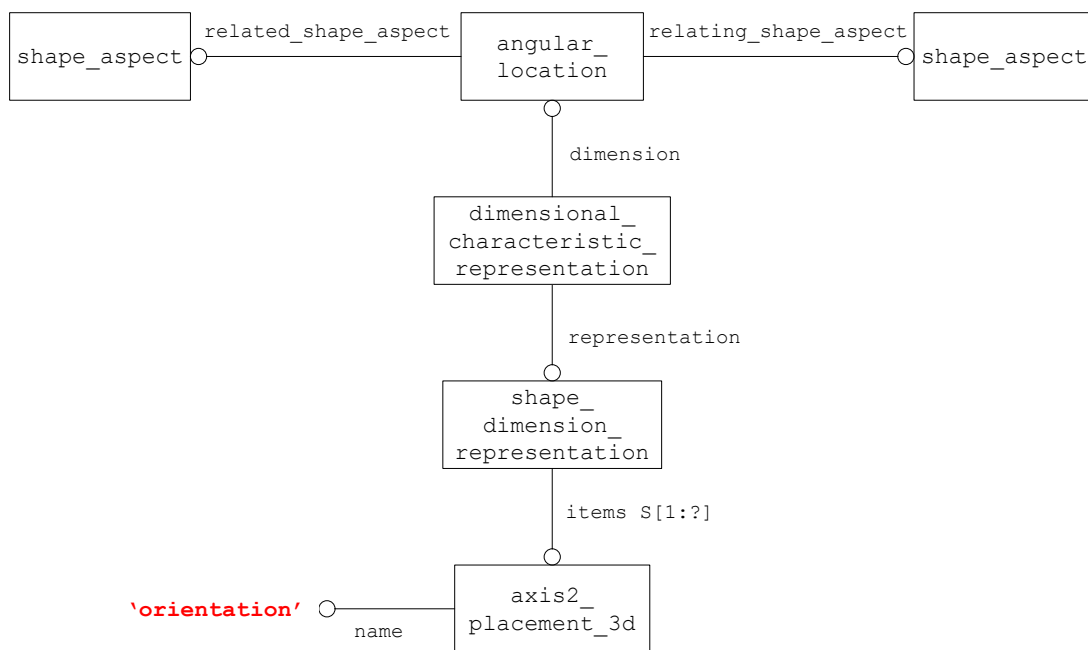 related_shape_aspect
relating_shape_aspect
shape_aspect
angular_
location
shape_aspect
dimension
dimensional_
characteristic_
representation
representation
shape_
dimension_
representation
items S[1:?]
‘orientation’
name
axis2_
placement_3d